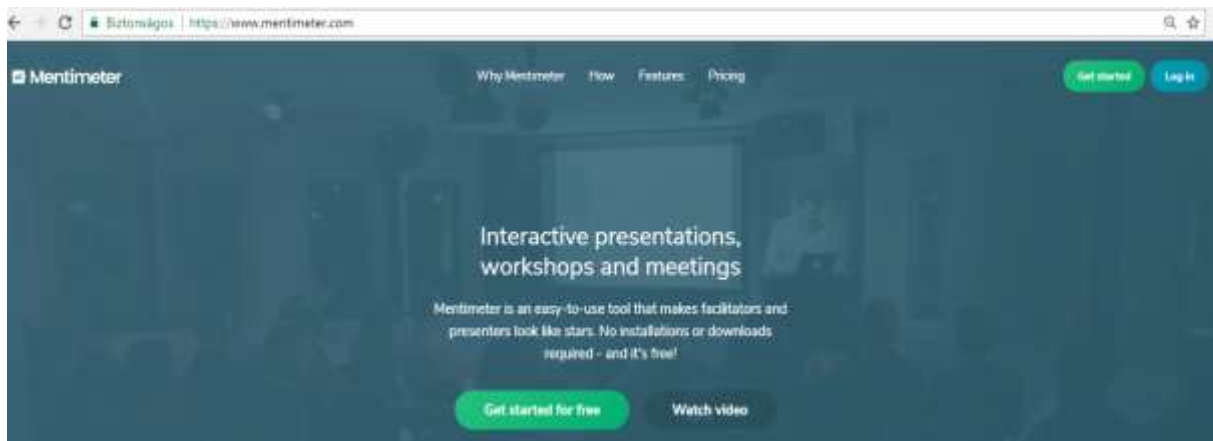 Biztonságos | https://www.mentimeter.com
Mentimeter
Why Mentimeter How Features Pricing
Get started Log in
Interactive presentations,
workshops and meetings
Mentimeter is an easy-to-use tool that makes facilitators and
presenters look like stars. No installations or downloads
required - and it's free!
Get started for free Watch video